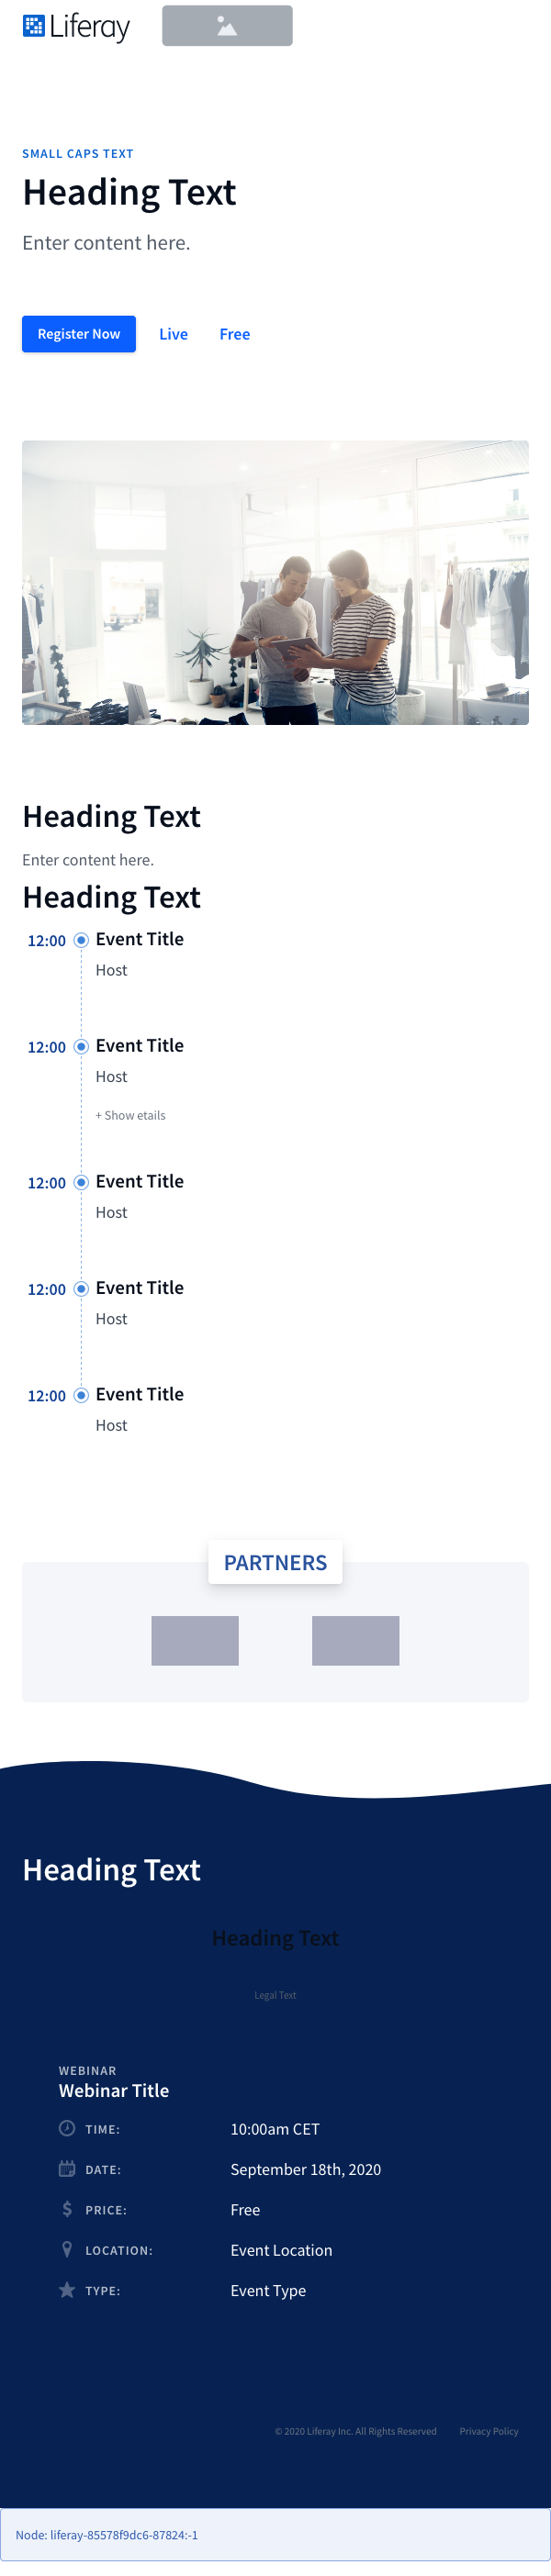 Liferay
SMALL CAPS TEXT
Heading Text
Enter content here.
Register Now Live Free
Heading Text
Enter content here.
Heading Text
12:00 Event Title
Host
12:00 Event Title
Host
+ Show etails
12:00 Event Title
Host
12:00 Event Title
Host
12:00 Event Title
Host
PARTNERS
Heading Text
Heading Text
Legal Text
WEBINAR
Webinar Title
TIME: 10:00am CET
DATE: September 18th, 2020
PRICE: Free
LOCATION: Event Location
TYPE: Event Type
© 2020 Liferay Inc. All Rights Reserved Privacy Policy
Node: liferay-85578f9dc6-87824:-1